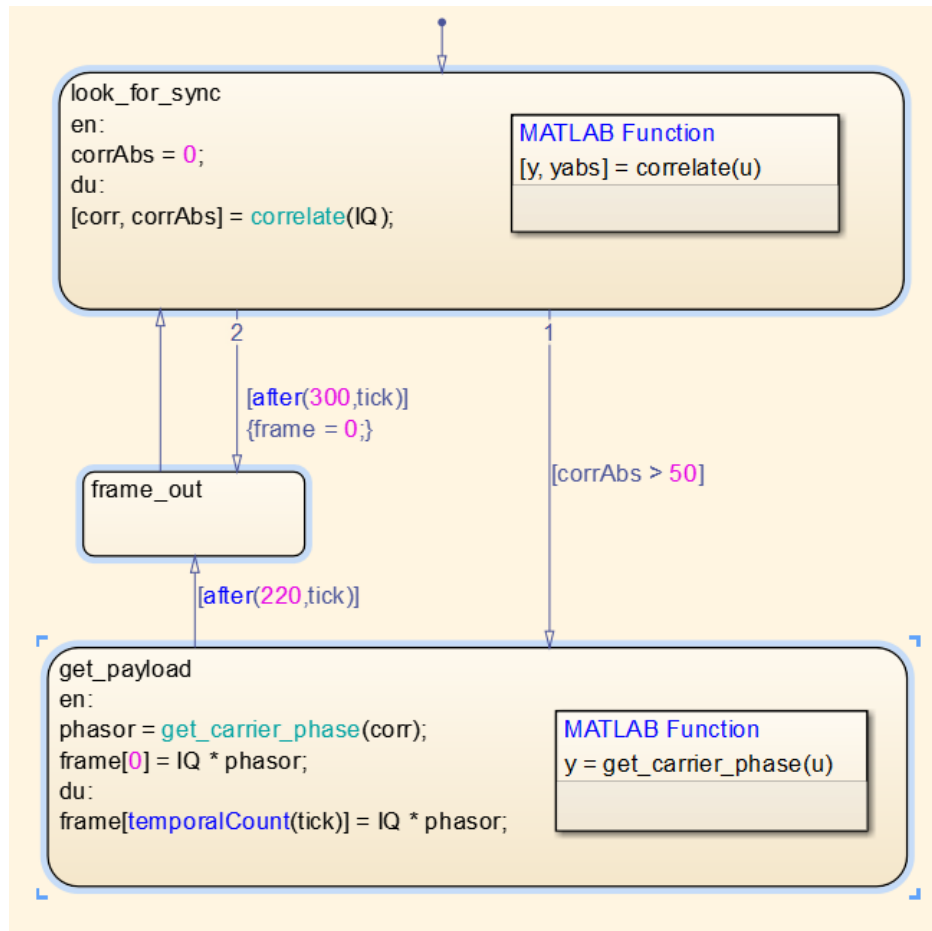 look_for_sync
en:
corrAbs = 0;
du:
[corr, corrAbs] = correlate(IQ);
MATLAB Function
[y, yabs] = correlate(u)
2
1
[after(300,tick)]
{frame = 0;}
[corrAbs > 50]
frame_out
[after(220,tick)]
get_payload
en:
phasor = get_carrier_phase(corr);
frame[0] = IQ * phasor;
du:
frame[temporalCount(tick)] = IQ * phasor;
MATLAB Function
y = get_carrier_phase(u)